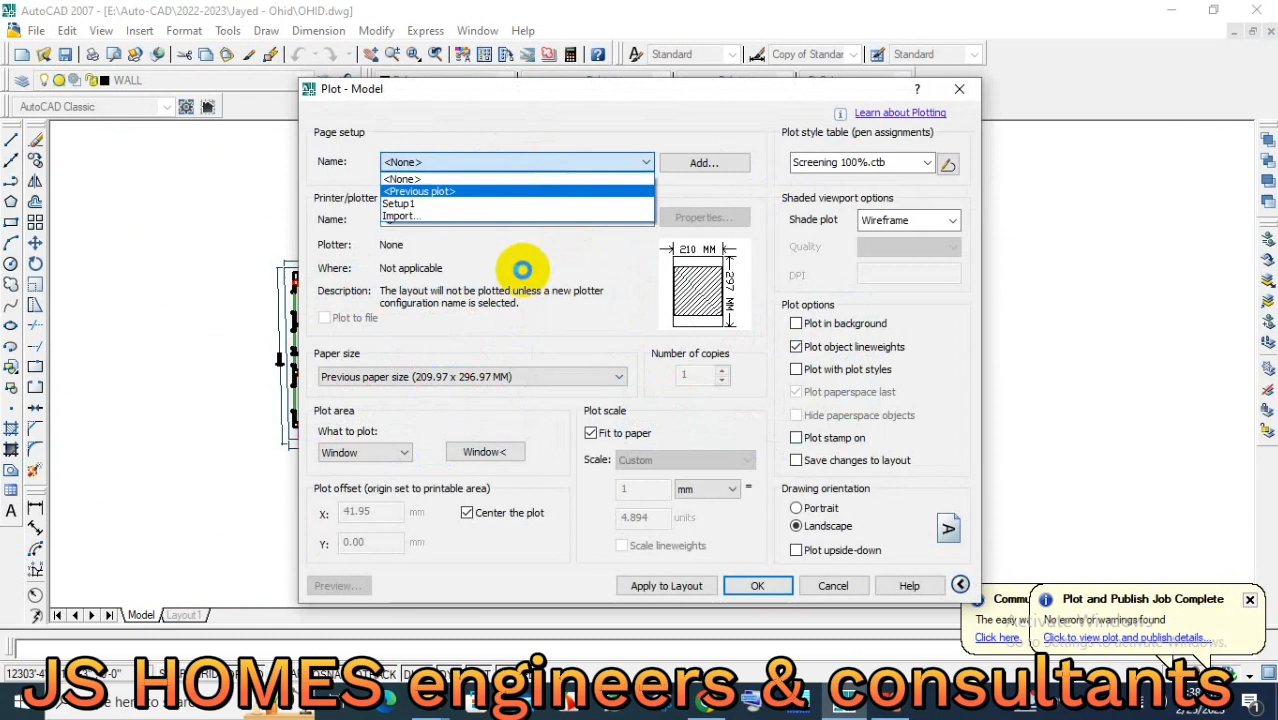 AutoCAD 2007 - [E:\Auto-CAD\2022-2023\Jayed - Ohid\OHID.dwg]
File Edit View Insert Format Tools Draw Dimension Modify Express Window Help
Standard Copy of Standar Standard
WALL
AutoCAD Classic
Plot - Model
Learn about Plotting
Page setup
Name: <None> Add...
<None>
<Previous plot>
Setup1
Import...
Printer/plotter
Name: Properties...
Plotter: None
Where: Not applicable
Description: The layout will not be plotted unless a new plotter
configuration name is selected.
Plot to file
210 MM
297 MM
Paper size
Previous paper size (209.97 x 296.97 MM)
Number of copies
1
Plot area
What to plot:
Window Window<
Plot offset (origin set to printable area)
X: 41.95 mm Center the plot
Y: 0.00 mm
Plot scale
Fit to paper
Scale: Custom
1 mm =
4.894 units
Scale lineweights
Plot style table (pen assignments)
Screening 100%.ctb
Shaded viewport options
Shade plot Wireframe
Quality
DPI
Plot options
Plot in background
Plot object lineweights
Plot with plot styles
Plot paperspace last
Hide paperspace objects
Plot stamp on
Save changes to layout
Drawing orientation
Portrait
Landscape
Plot upside-down
A
Preview... Apply to Layout OK Cancel Help
Model Layout1
Plot and Publish Job Complete
The easy w No errors or warnings found
Click here. Click to view plot and publish details...
Activate Windows
Go to Settings to activate Windows.
JS HOMES engineers & consultants